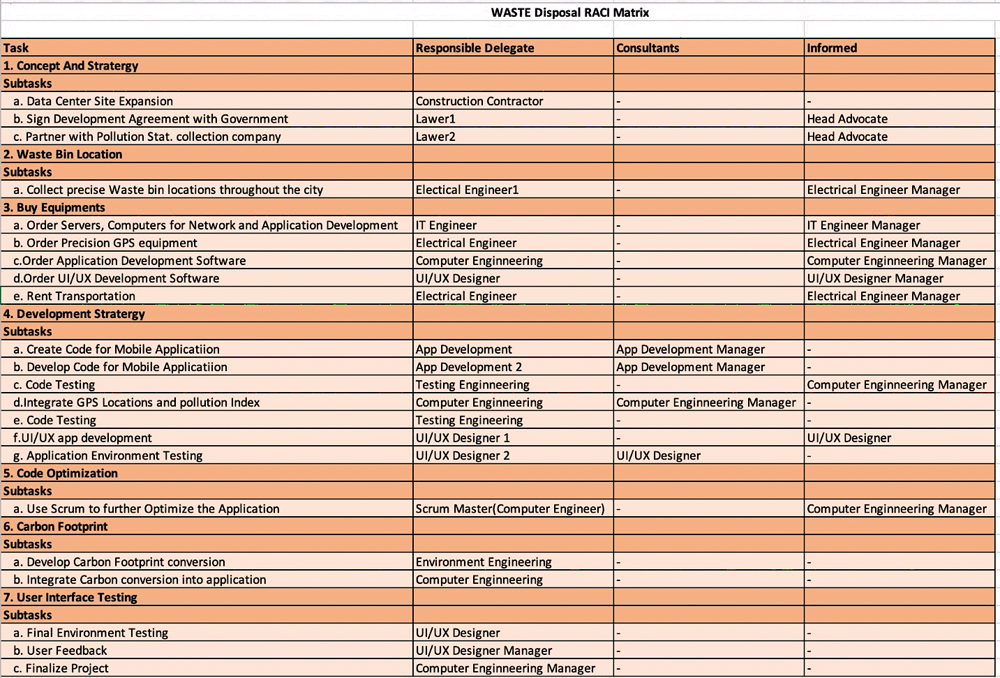 WASTE Disposal RACI Matrix
Task Responsible Delegate Consultants Informed
1. Concept And Stratergy
Subtasks
a. Data Center Site Expansion Construction Contractor - -
b. Sign Development Agreement with Government Lawer1 - Head Advocate
c. Partner with Pollution Stat. collection company Lawer2 - Head Advocate
2. Waste Bin Location
Subtasks
a. Collect precise Waste bin locations throughout the city Electical Engineer1 - Electrical Engineer Manager
3. Buy Equipments
a. Order Servers, Computers for Network and Application Development IT Engineer - IT Engineer Manager
b. Order Precision GPS equipment Electrical Engineer - Electrical Engineer Manager
c.Order Application Development Software Computer Enginneering - Computer Enginneering Manager
d.Order UI/UX Development Software UI/UX Designer - UI/UX Designer Manager
e. Rent Transportation Electrical Engineer - Electrical Engineer Manager
4. Development Stratergy
Subtasks
a. Create Code for Mobile Applicatiion App Development App Development Manager -
b. Develop Code for Mobile Applicatiion App Development 2 App Development Manager -
c. Code Testing Testing Enginneering - Computer Enginneering Manager
d.Integrate GPS Locations and pollution Index Computer Enginneering Computer Enginneering Manager -
e. Code Testing Testing Engineering - -
f.UI/UX app development UI/UX Designer 1 - UI/UX Designer
g. Application Environment Testing UI/UX Designer 2 UI/UX Designer -
5. Code Optimization
Subtasks
a. Use Scrum to further Optimize the Application Scrum Master(Computer Engineer) - Computer Enginneering Manager
6. Carbon Footprint
Subtasks
a. Develop Carbon Footprint conversion Environment Engineering - -
b. Integrate Carbon conversion into application Computer Enginneering - -
7. User Interface Testing
Subtasks
a. Final Environment Testing UI/UX Designer - -
b. User Feedback UI/UX Designer Manager - -
c. Finalize Project Computer Enginneering Manager - -